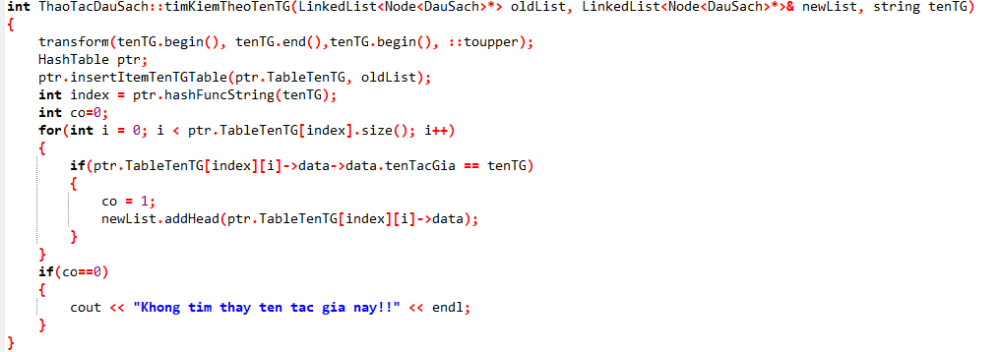 int ThaoTacDauSach::timKiemTheoTenTG(LinkedList<Node<DauSach>*> oldList, LinkedList<Node<DauSach>*>& newList, string tenTG)
{
    transform(tenTG.begin(), tenTG.end(),tenTG.begin(), ::toupper);
    HashTable ptr;
    ptr.insertItemTenTGTable(ptr.TableTenTG, oldList);
    int index = ptr.hashFuncString(tenTG);
    int co=0;
    for(int i = 0; i < ptr.TableTenTG[index].size(); i++)
    {
        if(ptr.TableTenTG[index][i]->data->data.tenTacGia == tenTG)
        {
            co = 1;
            newList.addHead(ptr.TableTenTG[index][i]->data);
        }
    }
    if(co==0)
    {
        cout << "Khong tim thay ten tac gia nay!!" << endl;
    }
}